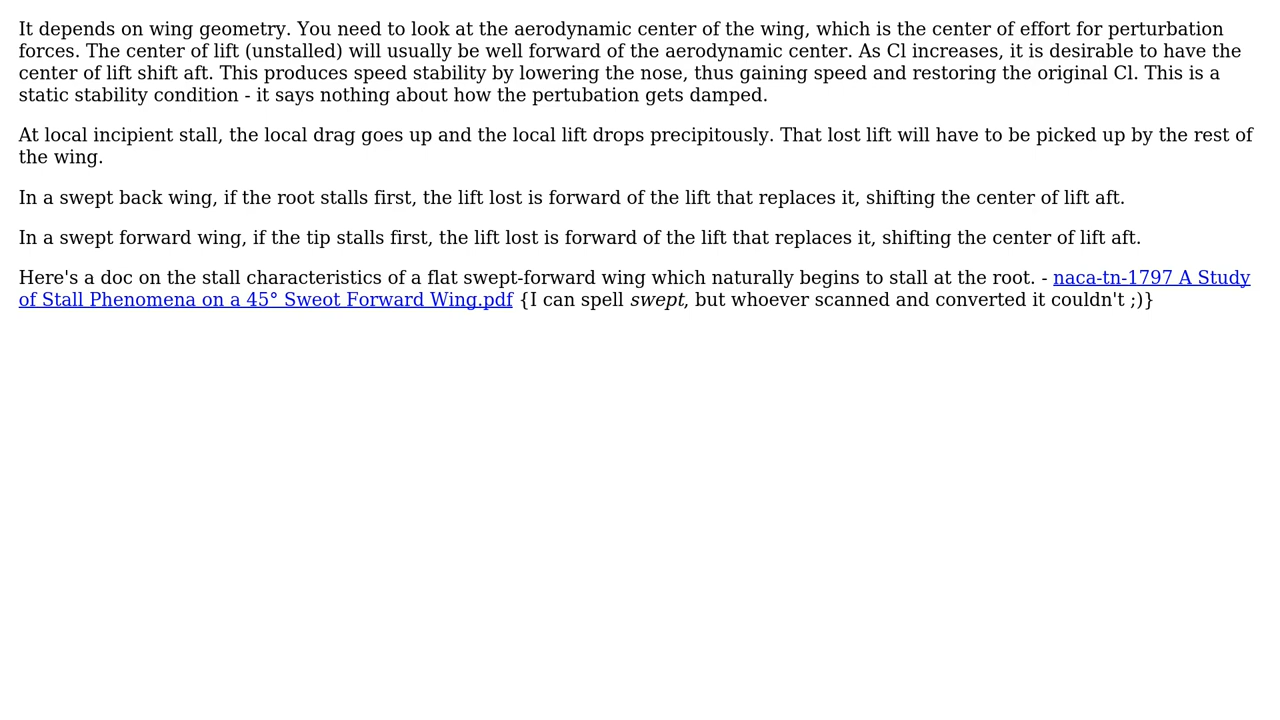 It depends on wing geometry. You need to look at the aerodynamic center of the wing, which is the center of effort for perturbation
forces. The center of lift (unstalled) will usually be well forward of the aerodynamic center. As Cl increases, it is desirable to have the
center of lift shift aft. This produces speed stability by lowering the nose, thus gaining speed and restoring the original Cl. This is a
static stability condition - it says nothing about how the pertubation gets damped.
At local incipient stall, the local drag goes up and the local lift drops precipitously. That lost lift will have to be picked up by the rest of
the wing.
In a swept back wing, if the root stalls first, the lift lost is forward of the lift that replaces it, shifting the center of lift aft.
In a swept forward wing, if the tip stalls first, the lift lost is forward of the lift that replaces it, shifting the center of lift aft.
Here's a doc on the stall characteristics of a flat swept-forward wing which naturally begins to stall at the root. - naca-tn-1797 A Study
of Stall Phenomena on a 45° Sweot Forward Wing.pdf {I can spell swept, but whoever scanned and converted it couldn't ;)}